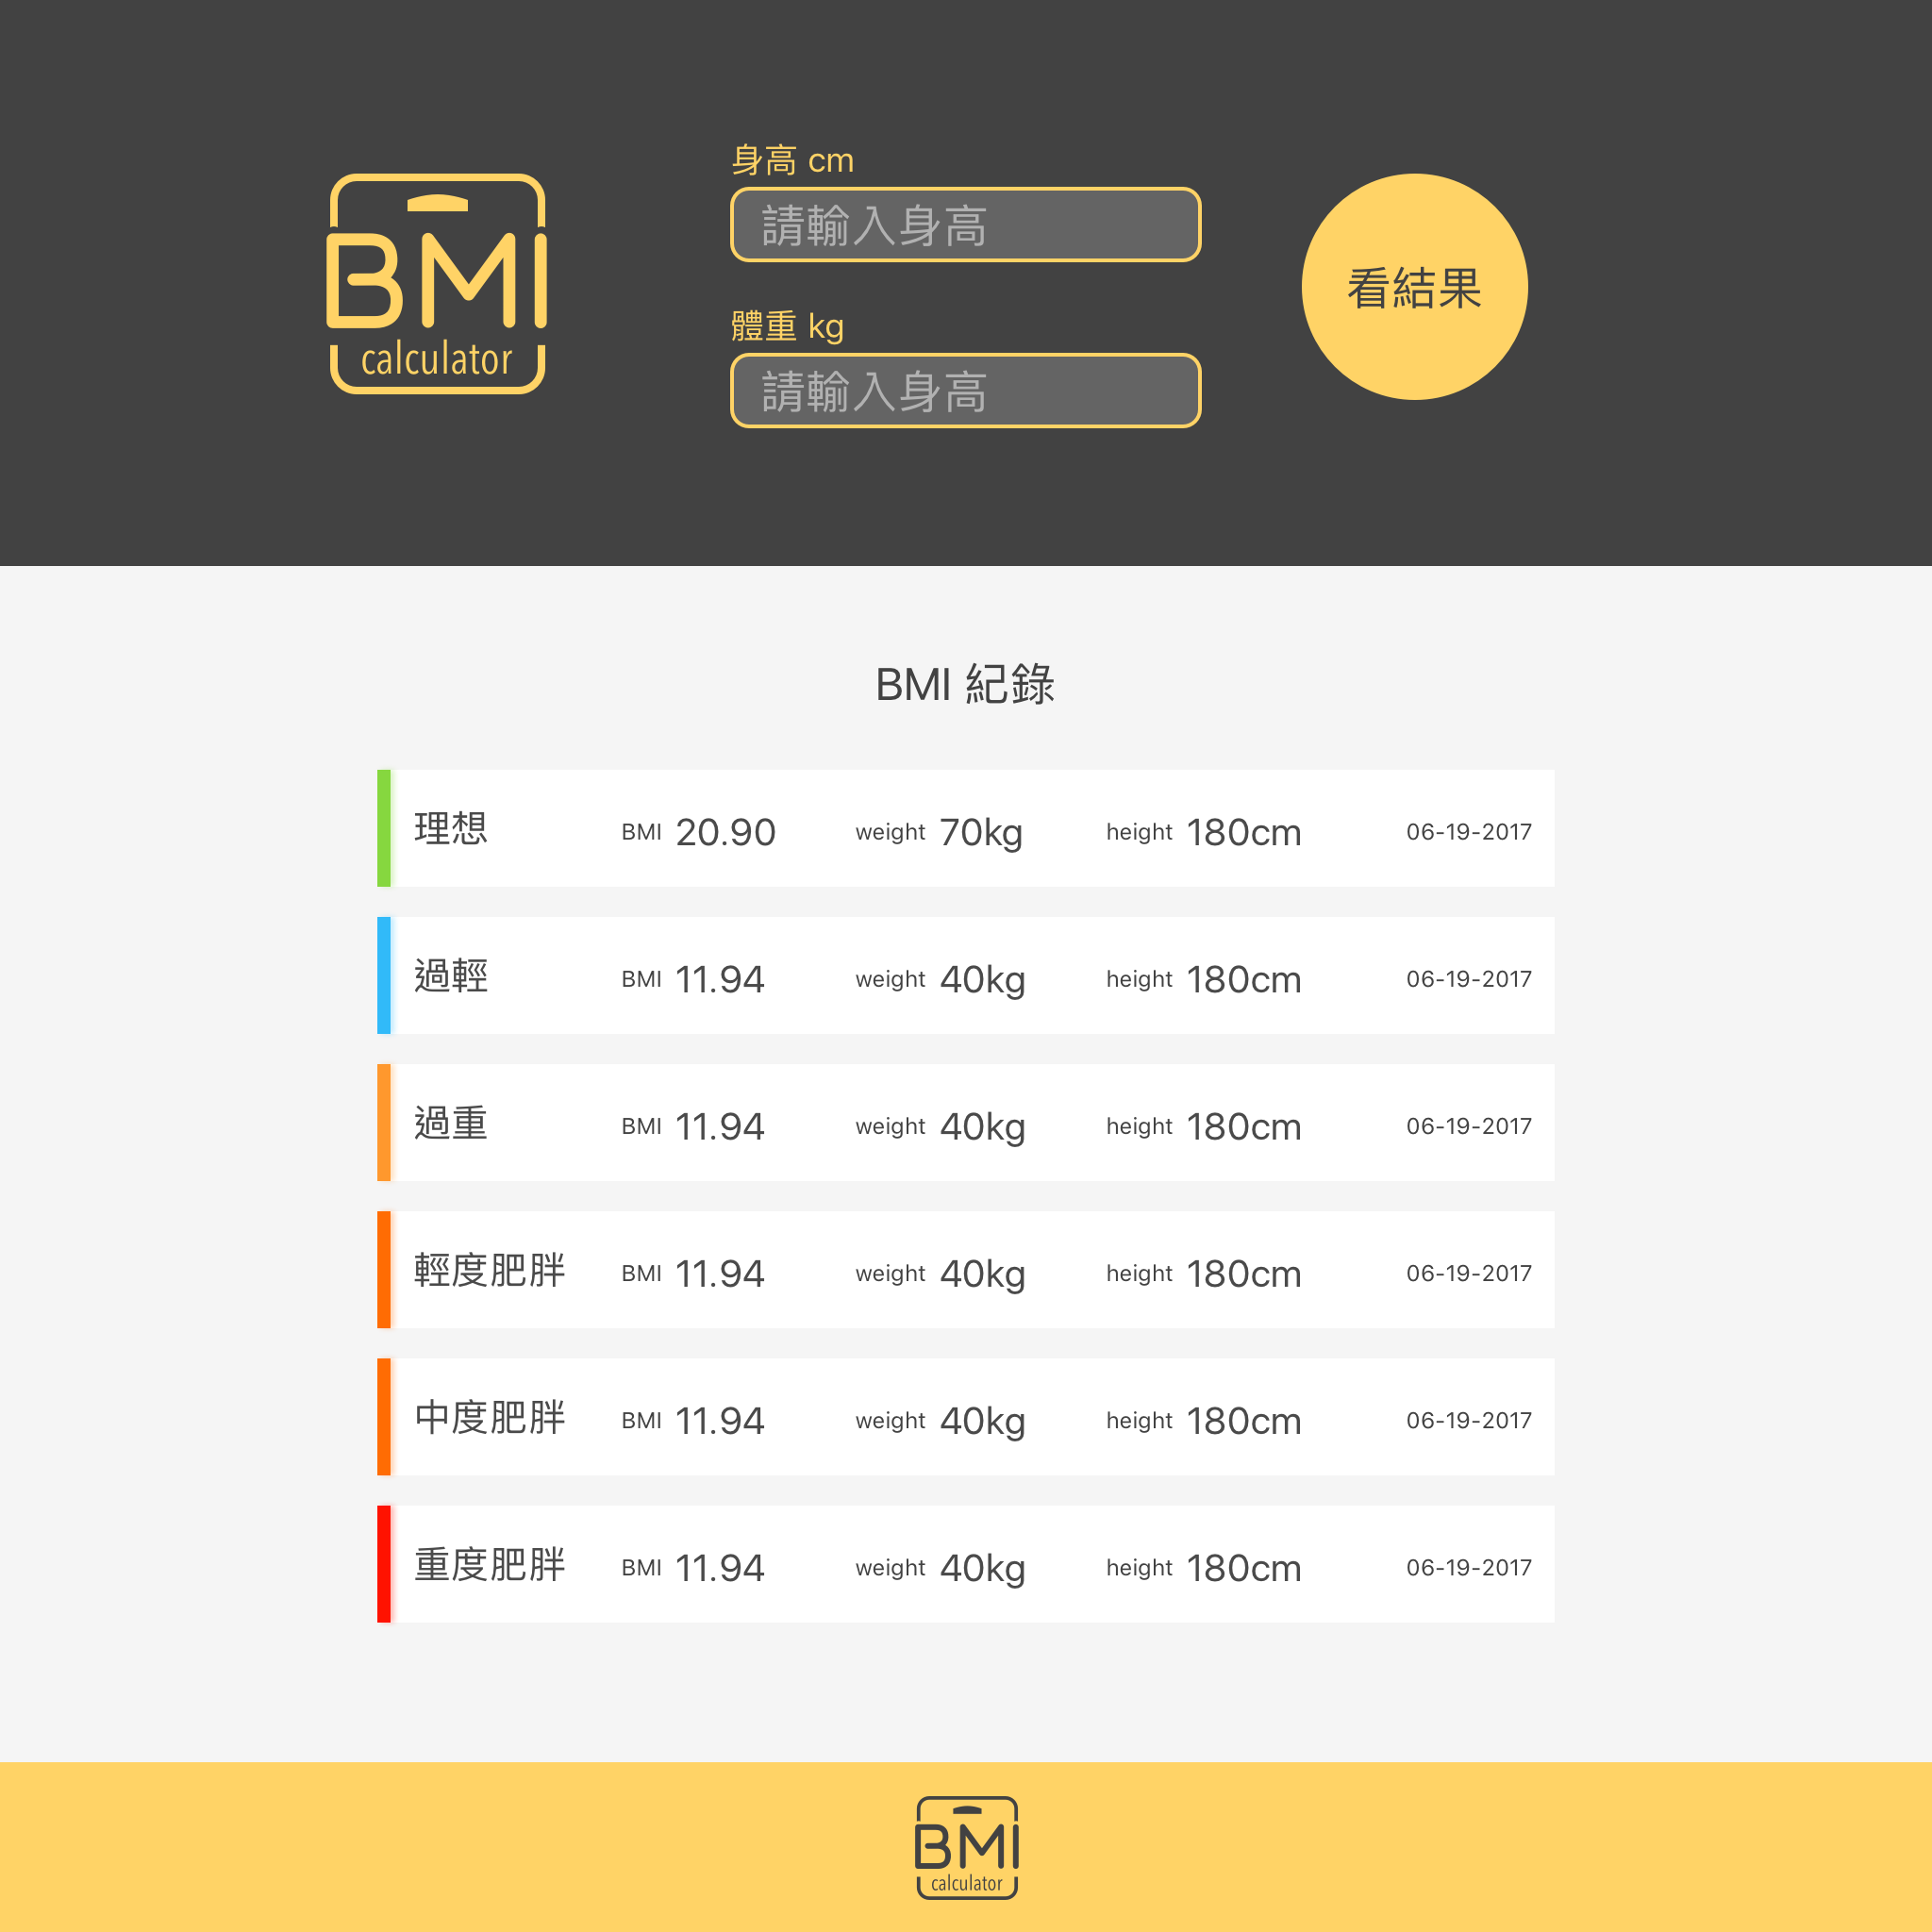 BMI
calculator
身高 cm
請輸入身高
體重 kg
請輸入身高
看結果
BMI 紀錄
理想 BMI 20.90 weight 70kg height 180cm 06-19-2017
過輕 BMI 11.94 weight 40kg height 180cm 06-19-2017
過重 BMI 11.94 weight 40kg height 180cm 06-19-2017
輕度肥胖 BMI 11.94 weight 40kg height 180cm 06-19-2017
中度肥胖 BMI 11.94 weight 40kg height 180cm 06-19-2017
重度肥胖 BMI 11.94 weight 40kg height 180cm 06-19-2017
BMI
calculator